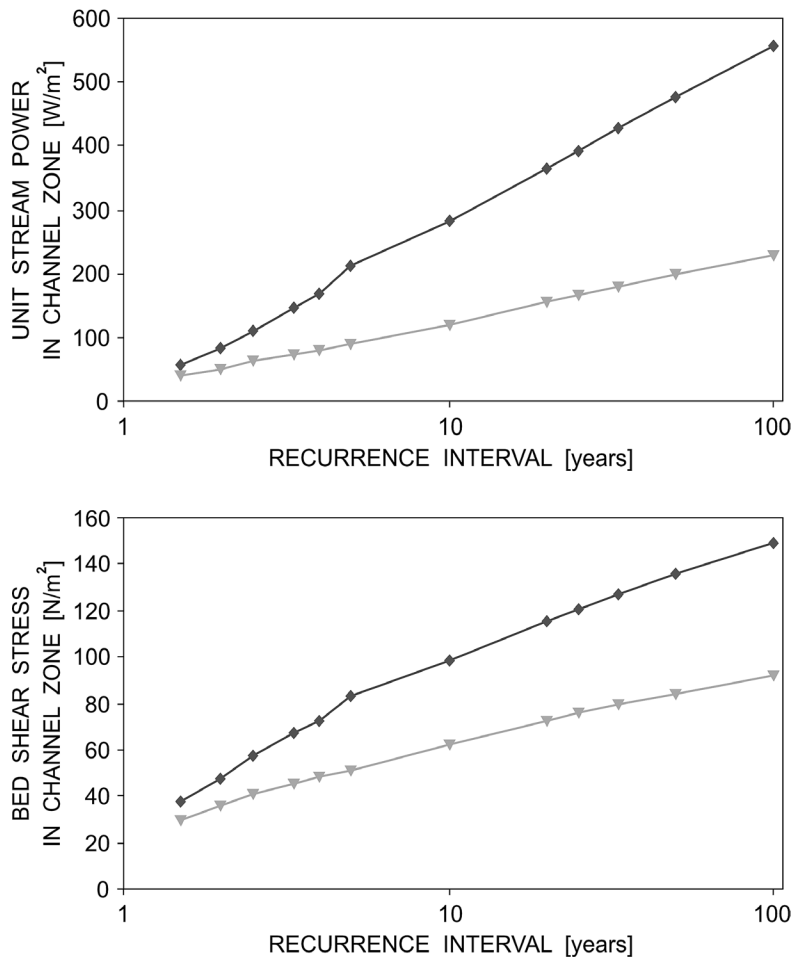 UNIT STREAM POWER
IN CHANNEL ZONE [W/m²]
600
500
400
300
200
100
0
1 10 100
RECURRENCE INTERVAL [years]
BED SHEAR STRESS
IN CHANNEL ZONE [N/m²]
160
140
120
100
80
60
40
20
0
1 10 100
RECURRENCE INTERVAL [years]